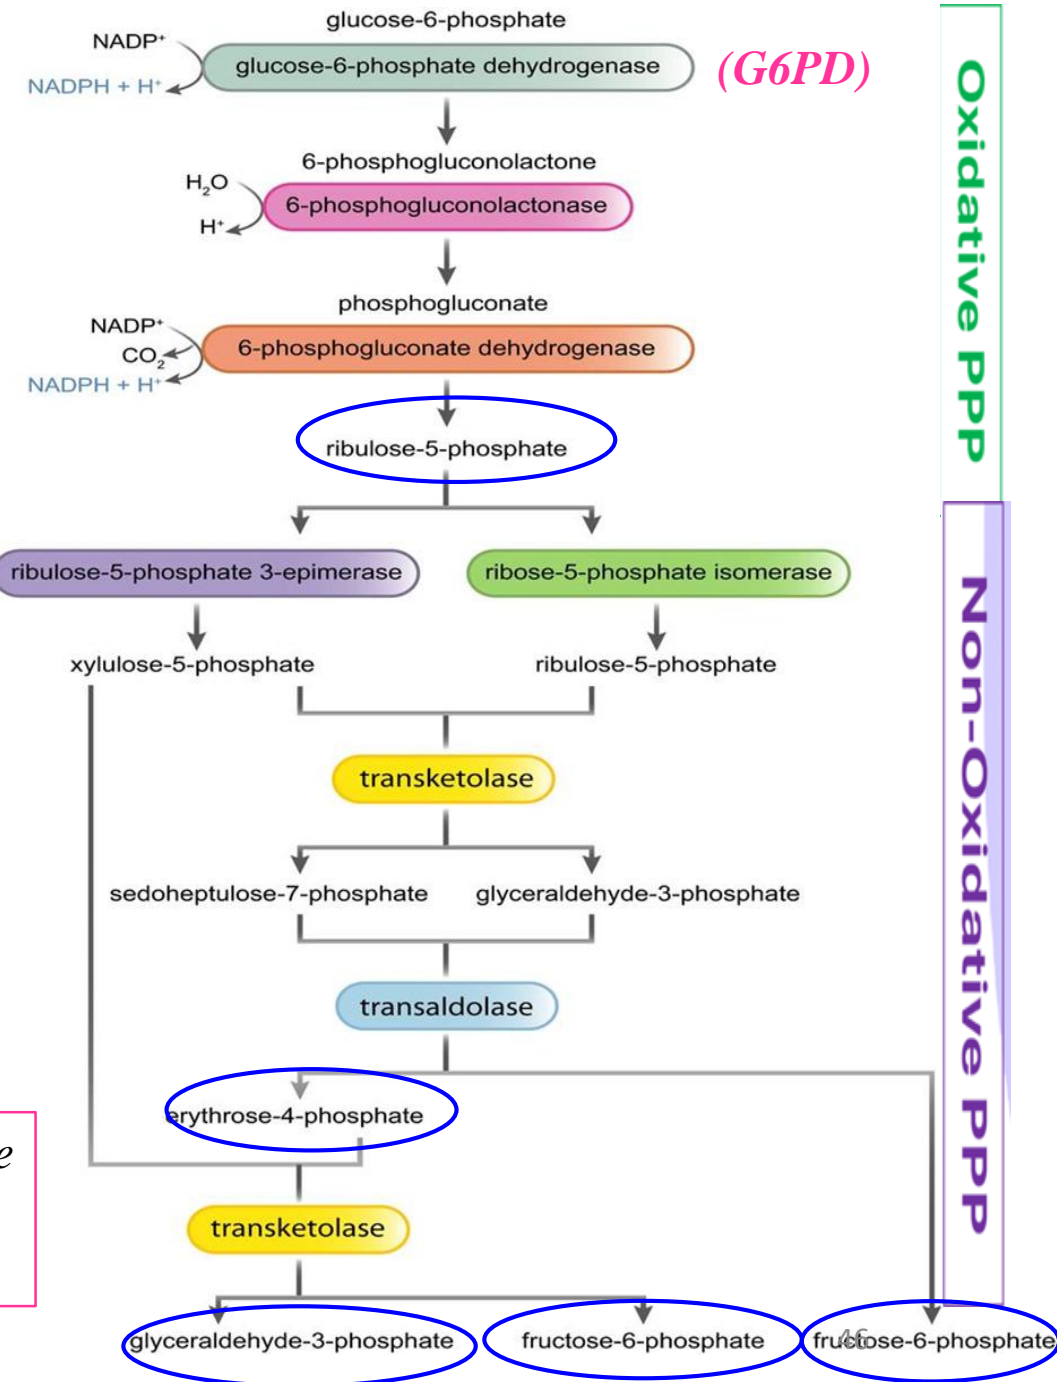 glucose-6-phosphate
NADP⁺
glucose-6-phosphate dehydrogenase
(G6PD)
NADPH + H⁺
6-phosphogluconolactone
H₂O
6-phosphogluconolactonase
H⁺
phosphogluconate
NADP⁺
6-phosphogluconate dehydrogenase
CO₂
NADPH + H⁺
ribulose-5-phosphate
Oxidative PPP
ribulose-5-phosphate 3-epimerase
ribose-5-phosphate isomerase
xylulose-5-phosphate
ribulose-5-phosphate
transketolase
sedoheptulose-7-phosphate
glyceraldehyde-3-phosphate
transaldolase
erythrose-4-phosphate
e
transketolase
Non-Oxidative PPP
glyceraldehyde-3-phosphate
fructose-6-phosphate
fructose-6-phosphate
46